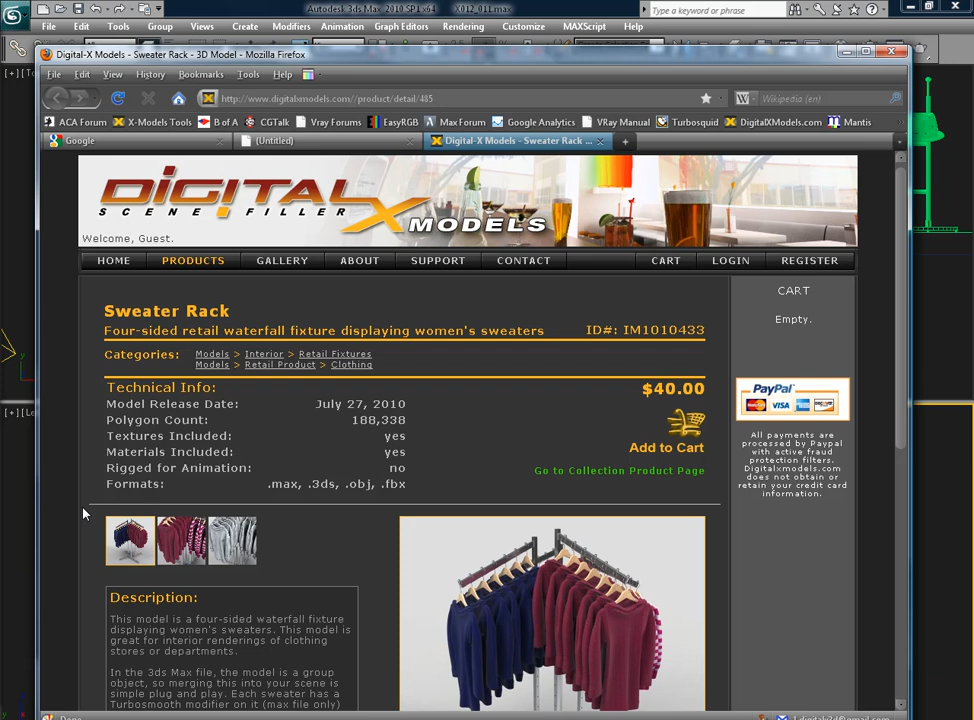 Autodesk 3ds Max 2010 SP1 x64 X012_011.max
Type a keyword or phrase
File Edit Tools Group Views Create Modifiers Animation Graph Editors Rendering Customize MAXScript Help
Digital-X Models - Sweater Rack - 3D Model - Mozilla Firefox
File Edit View History Bookmarks Tools Help
http://www.digitalxmodels.com//product/detail/485
Wikipedia (en)
ACA Forum X-Models Tools B of A CGTalk Vray Forums EasyRGB Max Forum Google Analytics VRay Manual Turbosquid DigitalXModels.com Mantis
Google (Untitled) Digital-X Models - Sweater Rack ...
DIGITAL X
SCENE FILLER MODELS
Welcome, Guest.
HOME PRODUCTS GALLERY ABOUT SUPPORT CONTACT CART LOGIN REGISTER
Sweater Rack
Four-sided retail waterfall fixture displaying women's sweaters ID#: IM1010433
Categories: Models > Interior > Retail Fixtures
Models > Retail Product > Clothing
Technical Info:
Model Release Date: July 27, 2010
Polygon Count: 188,338
Textures Included: yes
Materials Included: yes
Rigged for Animation: no
Formats: .max, .3ds, .obj, .fbx
$40.00
Add to Cart
Go to Collection Product Page
Description:
This model is a four-sided waterfall fixture
displaying women's sweaters. This model is
great for interior renderings of clothing
stores or departments.
In the 3ds Max file, the model is a group
object, so merging this into your scene is
simple plug and play. Each sweater has a
Turbosmooth modifier on it (max file only)
CART
Empty.
PayPal
VISA
All payments are
processed by Paypal
with active fraud
protection filters.
Digitalxmodels.com
does not obtain or
retain your credit card
information.